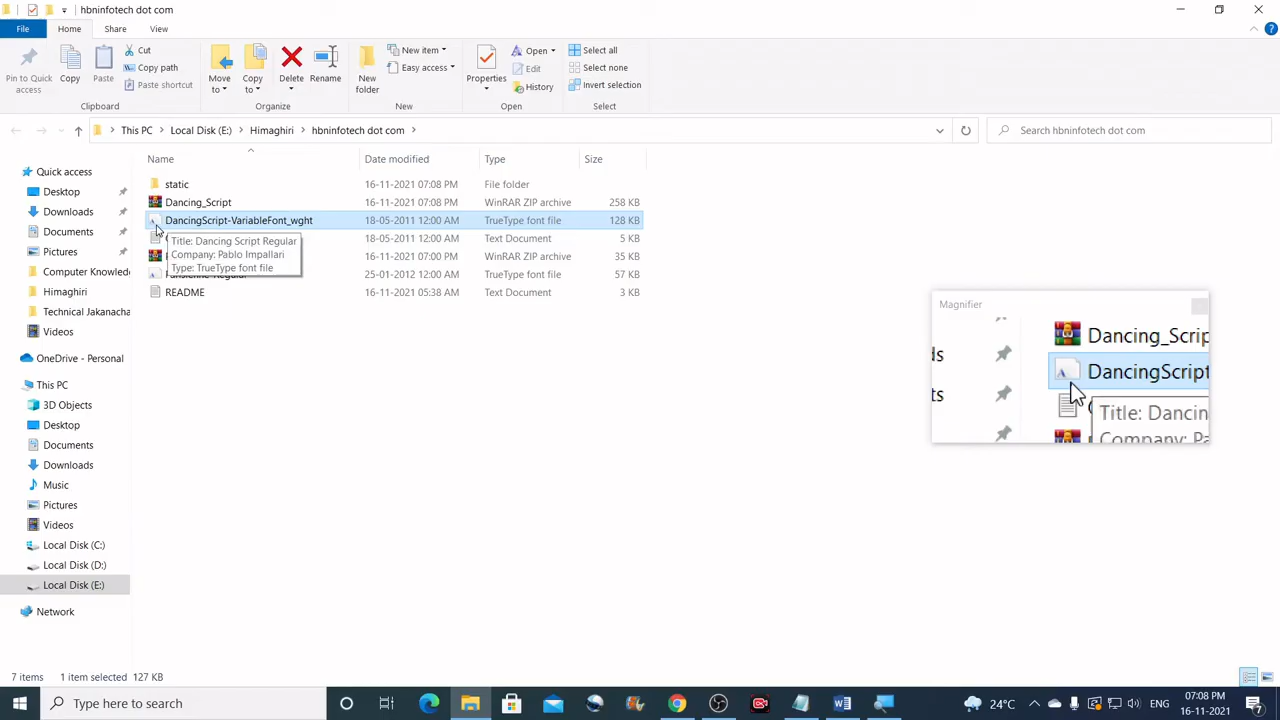 hbninfotech dot com
File Home Share View
Pin to Quick access
Copy
Paste
Cut
Copy path
Paste shortcut
Clipboard
Move to
Copy to
Delete
Rename
Organize
New folder
New item
Easy access
New
Properties
Open
Edit
History
Open
Select all
Select none
Invert selection
Select
This PC > Local Disk (E:) > Himaghiri > hbninfotech dot com >
Search hbninfotech dot com
Name Date modified Type Size
static 16-11-2021 07:08 PM File folder
Dancing_Script 16-11-2021 07:08 PM WinRAR ZIP archive 258 KB
DancingScript-VariableFont_wght 18-05-2011 12:00 AM TrueType font file 128 KB
18-05-2011 12:00 AM Text Document 5 KB
16-11-2021 07:00 PM WinRAR ZIP archive 35 KB
25-01-2012 12:00 AM TrueType font file 57 KB
README 16-11-2021 05:38 AM Text Document 3 KB
Title: Dancing Script Regular
Company: Pablo Impallari
Type: TrueType font file
Quick access
Desktop
Downloads
Documents
Pictures
Computer Knowled
Himaghiri
Technical Jakanacha
Videos
OneDrive - Personal
This PC
3D Objects
Desktop
Documents
Downloads
Music
Pictures
Videos
Local Disk (C:)
Local Disk (D:)
Local Disk (E:)
Network
Magnifier
Dancing_Scrip
ds
DancingScript
ts
Title: Dancin
Company: Pa
7 items 1 item selected 127 KB
Type here to search
24°C
ENG
07:08 PM
16-11-2021
7